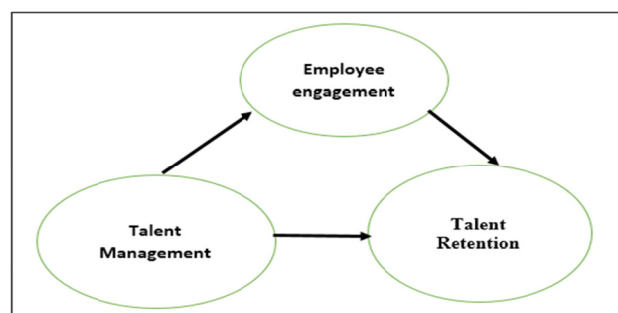 Employee
engagement
Talent
Management
Talent
Retention